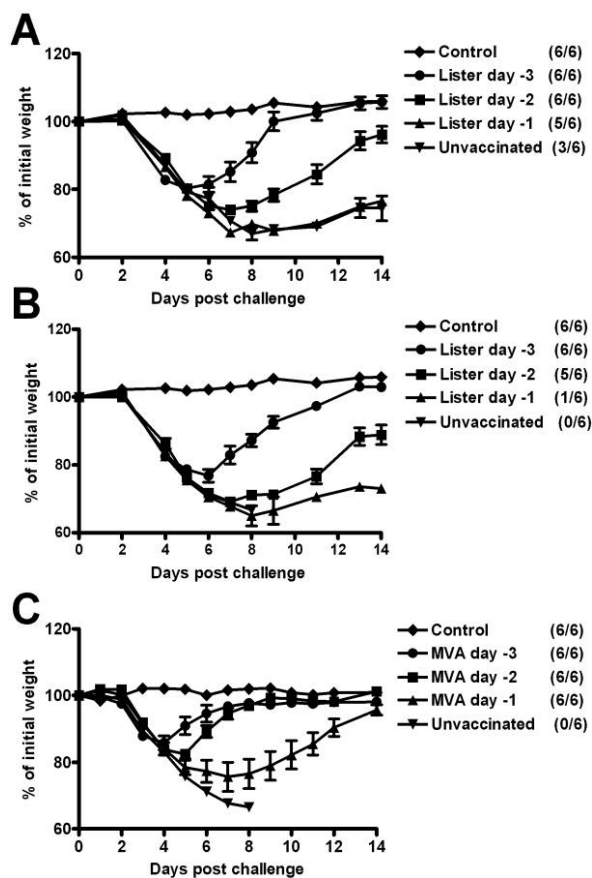 A
120
100
80
60
% of initial weight
0 2 4 6 8 10 12 14
Days post challenge
Control (6/6)
Lister day -3 (6/6)
Lister day -2 (6/6)
Lister day -1 (5/6)
Unvaccinated (3/6)
B
120
100
80
60
% of initial weight
0 2 4 6 8 10 12 14
Days post challenge
Control (6/6)
Lister day -3 (6/6)
Lister day -2 (5/6)
Lister day -1 (1/6)
Unvaccinated (0/6)
C
120
100
80
60
% of initial weight
0 2 4 6 8 10 12 14
Days post challenge
Control (6/6)
MVA day -3 (6/6)
MVA day -2 (6/6)
MVA day -1 (6/6)
Unvaccinated (0/6)